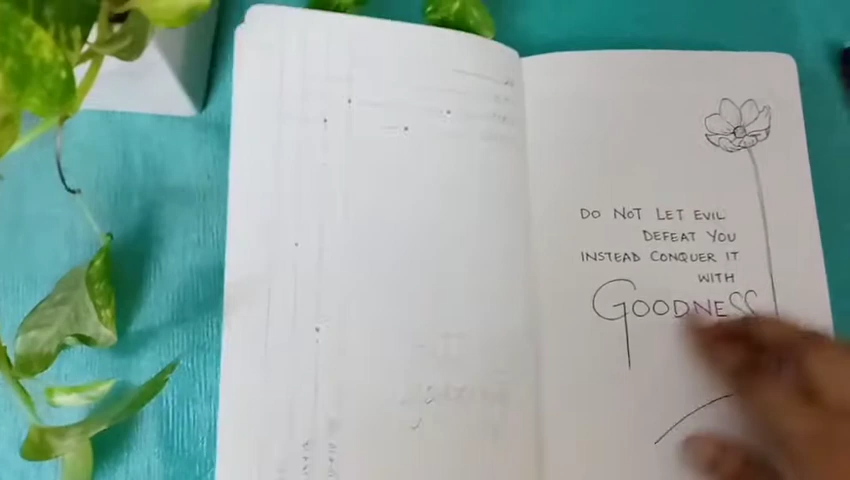 DO NOT LET EVIL
DEFEAT YOU
INSTEAD CONQUER IT
WITH
GOODNESS